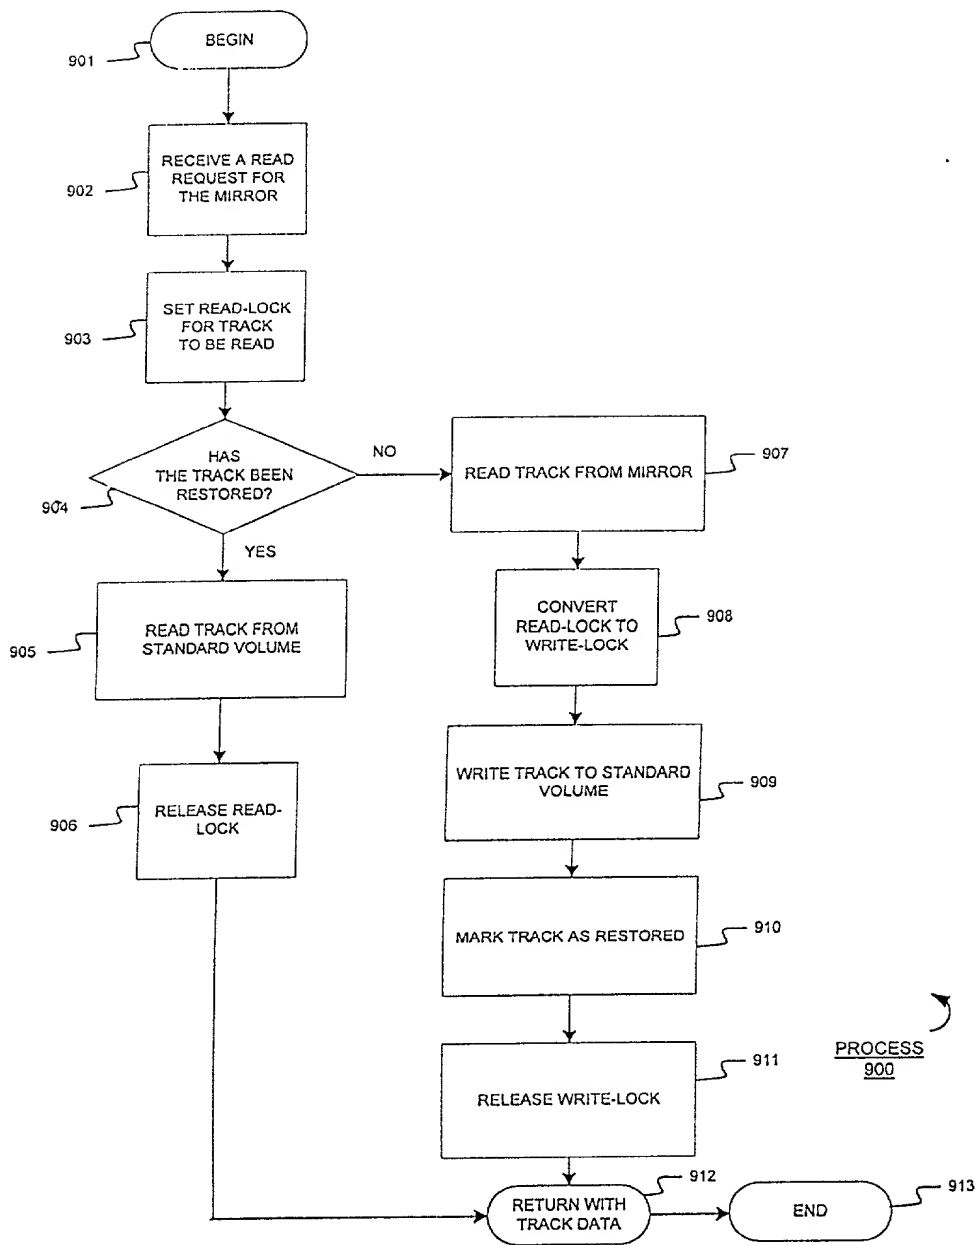 BEGIN
901
RECEIVE A READ
REQUEST FOR
THE MIRROR
902
SET READ-LOCK
FOR TRACK
TO BE READ
903
HAS
THE TRACK BEEN
RESTORED?
904
NO
YES
READ TRACK FROM MIRROR
907
READ TRACK FROM
STANDARD VOLUME
905
CONVERT
READ-LOCK TO
WRITE-LOCK
908
RELEASE READ-
LOCK
906
WRITE TRACK TO STANDARD
VOLUME
909
MARK TRACK AS RESTORED
910
RELEASE WRITE-LOCK
911
PROCESS
900
RETURN WITH
TRACK DATA
912
END
913